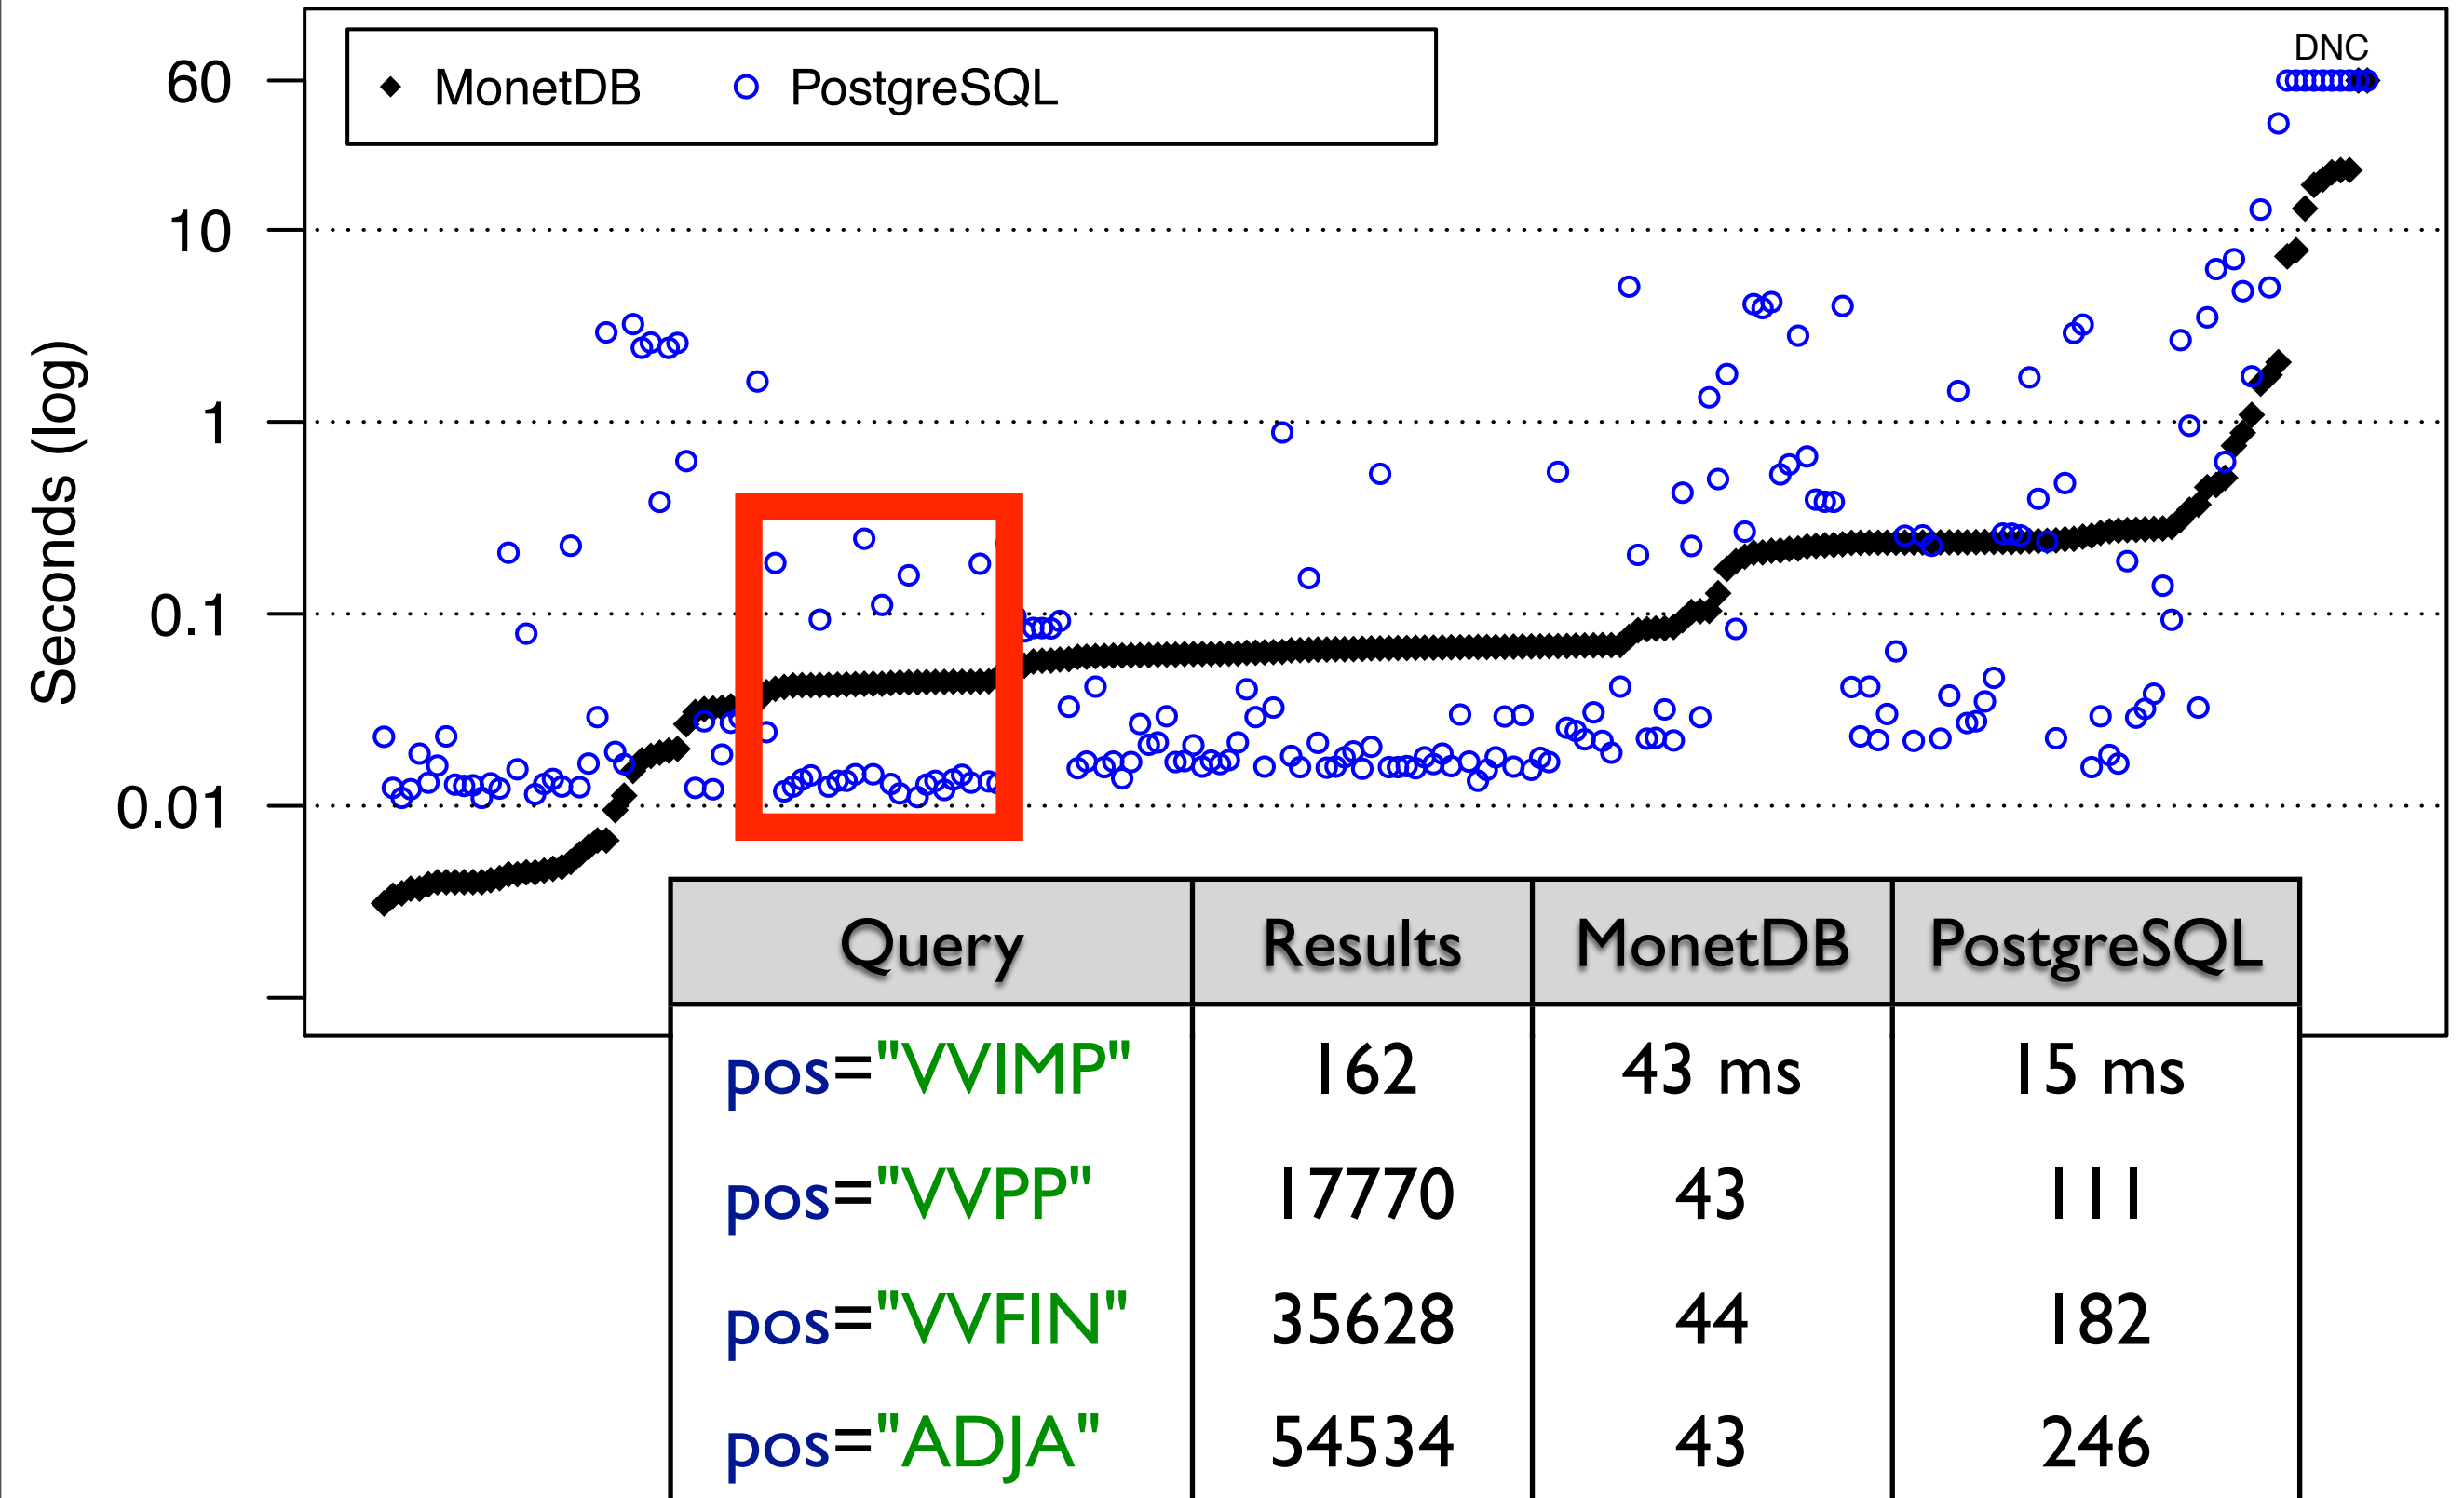 DNC
60
MonetDB PostgreSQL
10
1
0.1
0.01
Seconds (log)
Query Results MonetDB PostgreSQL
pos="VVIMP" 162 43 ms 15 ms
pos="VVPP" 17770 43 111
pos="VVFIN" 35628 44 182
pos="ADJA" 54534 43 246